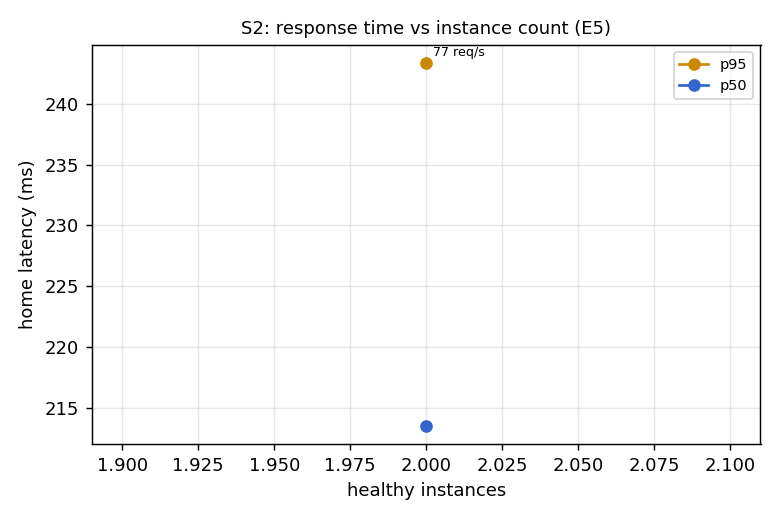 S2: response time vs instance count (E5)
77 req/s
p95
p50
240
235
230
225
220
215
home latency (ms)
1.900 1.925 1.950 1.975 2.000 2.025 2.050 2.075 2.100
healthy instances